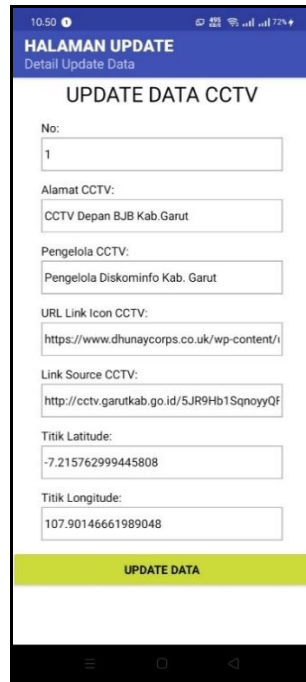 10.50 1 72%
HALAMAN UPDATE
Detail Update Data
UPDATE DATA CCTV
No:
1
Alamat CCTV:
CCTV Depan BJB Kab.Garut
Pengelola CCTV:
Pengelola Diskominfo Kab. Garut
URL Link Icon CCTV:
https://www.dhunaycorps.co.uk/wp-content/
Link Source CCTV:
http://cctv.garutkab.go.id/5JR9Hb1SqnoyyQF
Titik Latitude:
-7.215762999445808
Titik Longitude:
107.90146661989048
UPDATE DATA